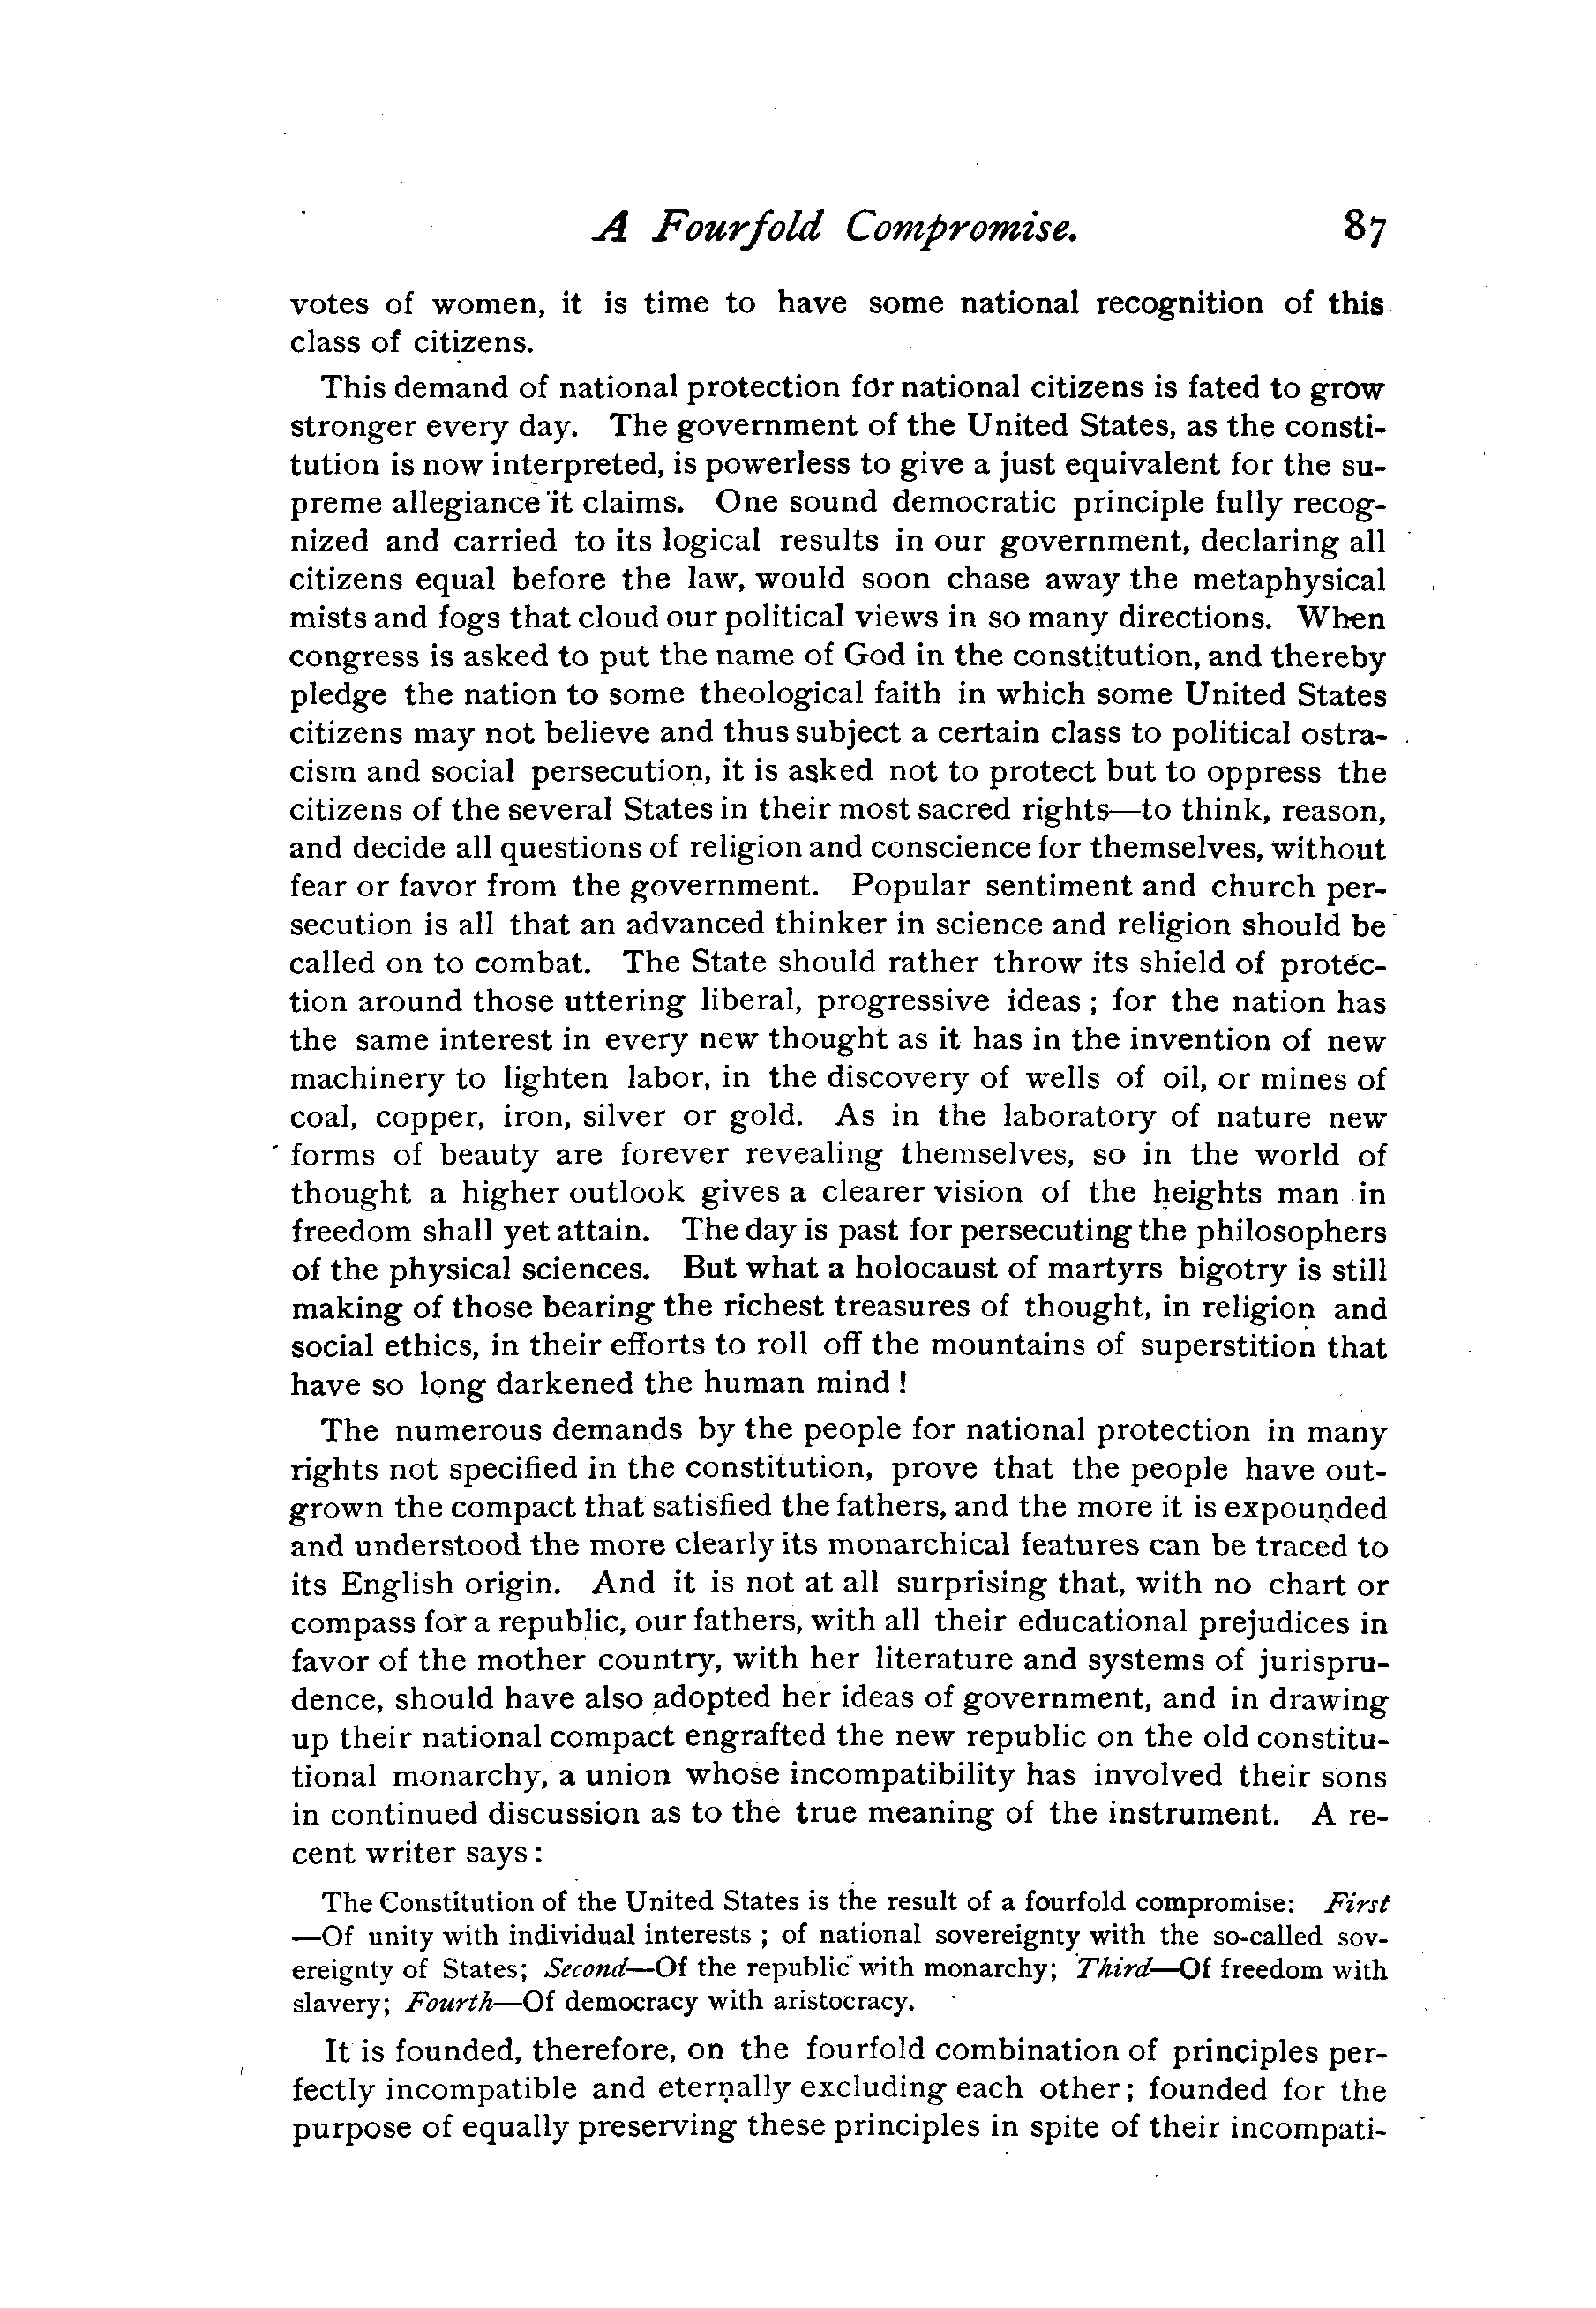 A Fourfold Compromise. 87
votes of women, it is time to have some national recognition of this
class of citizens.
This demand of national protection for national citizens is fated to grow
stronger every day. The government of the United States, as the consti-
tution is now interpreted, is powerless to give a just equivalent for the su-
preme allegiance it claims. One sound democratic principle fully recog-
nized and carried to its logical results in our government, declaring all
citizens equal before the law, would soon chase away the metaphysical
mists and fogs that cloud our political views in so many directions. When
congress is asked to put the name of God in the constitution, and thereby
pledge the nation to some theological faith in which some United States
citizens may not believe and thus subject a certain class to political ostra-
cism and social persecution, it is asked not to protect but to oppress the
citizens of the several States in their most sacred rights—to think, reason,
and decide all questions of religion and conscience for themselves, without
fear or favor from the government. Popular sentiment and church per-
secution is all that an advanced thinker in science and religion should be
called on to combat. The State should rather throw its shield of protec-
tion around those uttering liberal, progressive ideas ; for the nation has
the same interest in every new thought as it has in the invention of new
machinery to lighten labor, in the discovery of wells of oil, or mines of
coal, copper, iron, silver or gold. As in the laboratory of nature new
forms of beauty are forever revealing themselves, so in the world of
thought a higher outlook gives a clearer vision of the heights man in
freedom shall yet attain. The day is past for persecuting the philosophers
of the physical sciences. But what a holocaust of martyrs bigotry is still
making of those bearing the richest treasures of thought, in religion and
social ethics, in their efforts to roll off the mountains of superstition that
have so long darkened the human mind !
The numerous demands by the people for national protection in many
rights not specified in the constitution, prove that the people have out-
grown the compact that satisfied the fathers, and the more it is expounded
and understood the more clearly its monarchical features can be traced to
its English origin. And it is not at all surprising that, with no chart or
compass for a republic, our fathers, with all their educational prejudices in
favor of the mother country, with her literature and systems of jurispru-
dence, should have also adopted her ideas of government, and in drawing
up their national compact engrafted the new republic on the old constitu-
tional monarchy, a union whose incompatibility has involved their sons
in continued discussion as to the true meaning of the instrument. A re-
cent writer says :
The Constitution of the United States is the result of a fourfold compromise: First
—Of unity with individual interests ; of national sovereignty with the so-called sov-
ereignty of States; Second—Of the republic with monarchy; Third—Of freedom with
slavery; Fourth—Of democracy with aristocracy.
It is founded, therefore, on the fourfold combination of principles per-
fectly incompatible and eternally excluding each other; founded for the
purpose of equally preserving these principles in spite of their incompati-